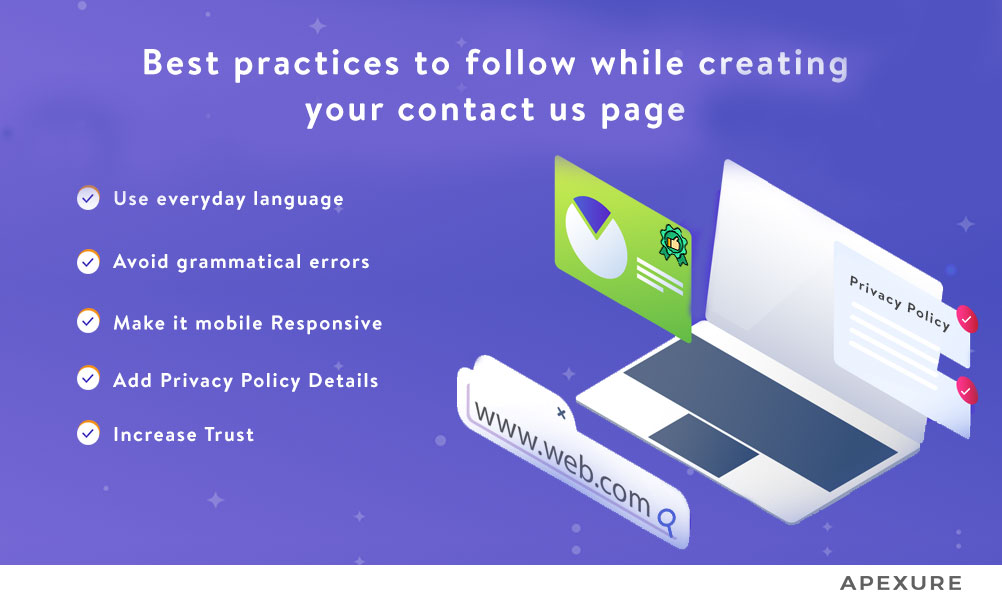 Best practices to follow while creating
your contact us page
Use everyday language
Avoid grammatical errors
Make it mobile Responsive
Add Privacy Policy Details
Increase Trust
Privacy Policy
x
www.web.com
APEXURE